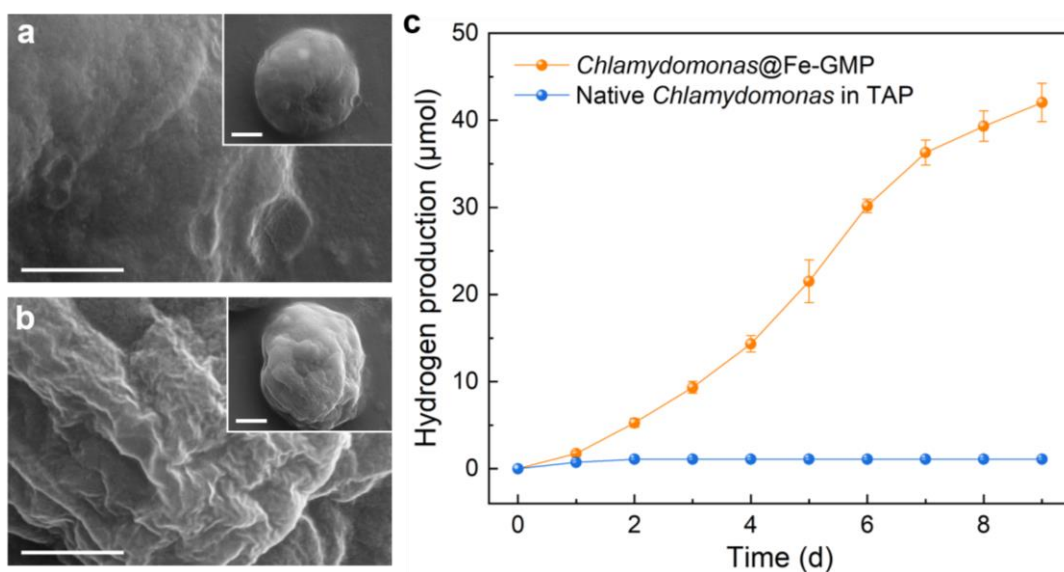 a
b
c
Chlamydomonas@Fe-GMP
Native Chlamydomonas in TAP
Hydrogen production (μmol)
50
40
30
20
10
0
0 2 4 6 8
Time (d)